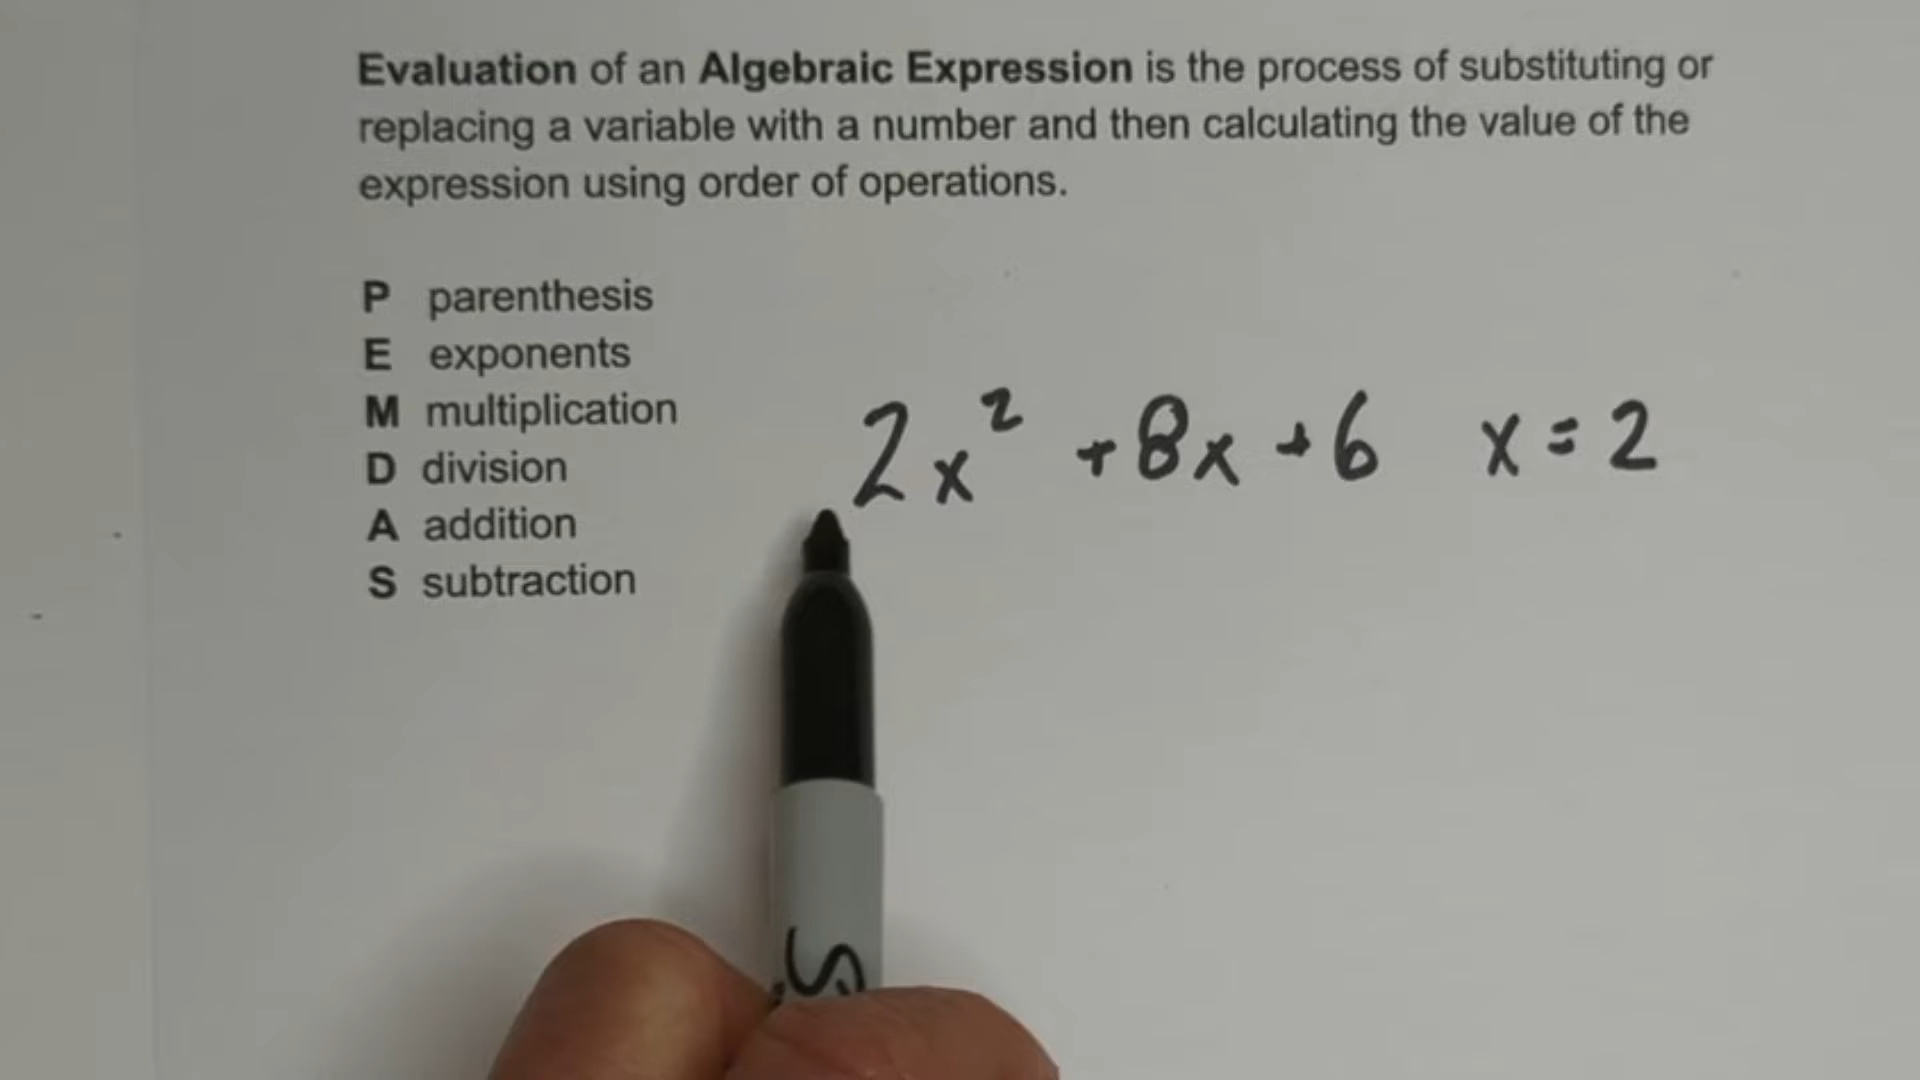 Evaluation of an Algebraic Expression is the process of substituting or
replacing a variable with a number and then calculating the value of the
expression using order of operations.
P parenthesis
E exponents
M multiplication
D division
A addition
S subtraction
2x² +8x+6 x=2